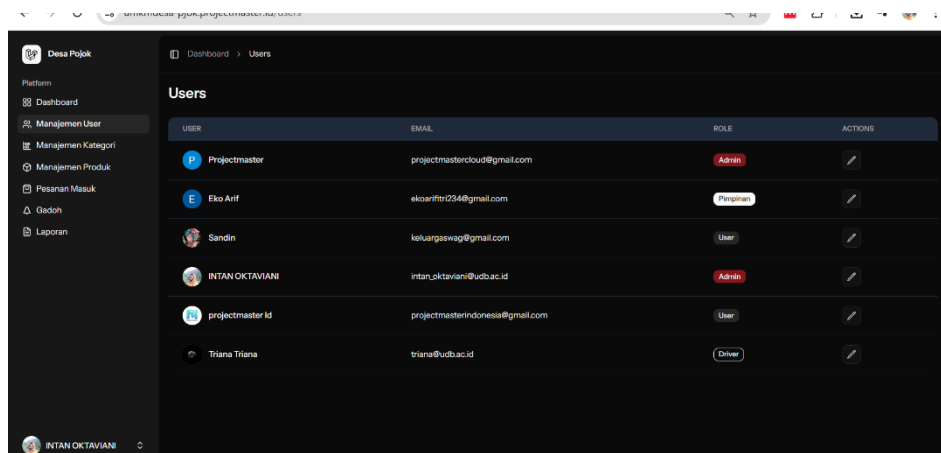 Desa Pojok
Dashboard > Users
Platform
Dashboard
Manajemen User
Manajemen Kategori
Manajemen Produk
Pesanan Masuk
Gadoh
Laporan
INTAN OKTAVIANI
Users
USER EMAIL ROLE ACTIONS
P Projectmaster projectmastercloud@gmail.com Admin
E Eko Arif ekoarififtri234@gmail.com Pimpinan
Sandin keluargaswag@gmail.com User
INTAN OKTAVIANI intan_oktaviani@udb.ac.id Admin
projectmaster Id projectmasterindonesia@gmail.com User
Triana Triana triana@udb.ac.id Driver